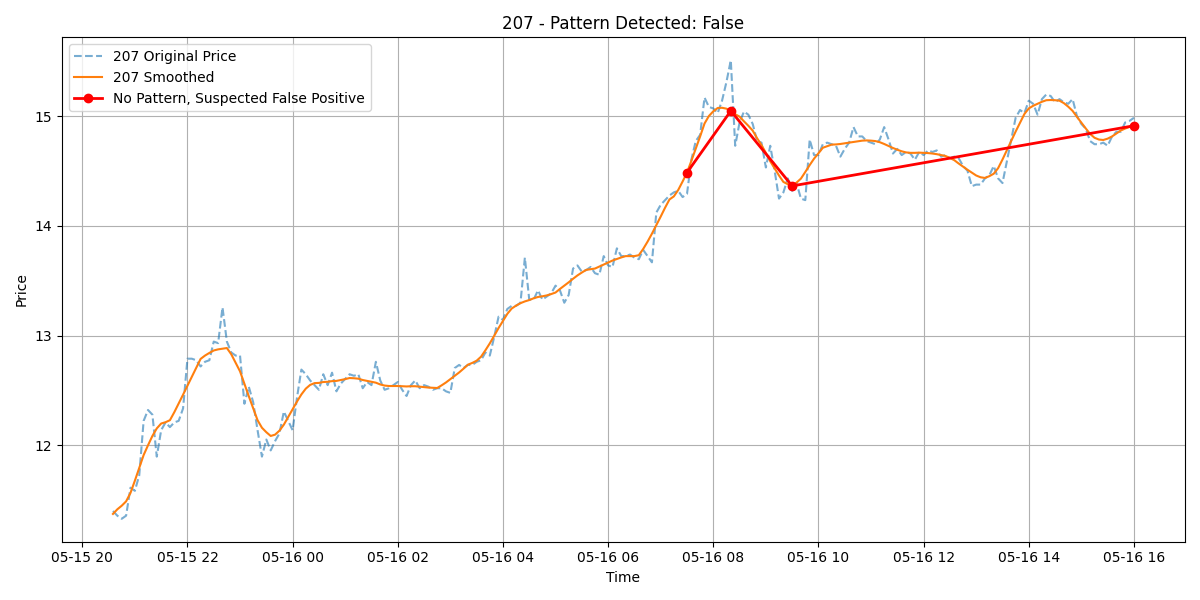 207 - Pattern Detected: False
207 Original Price
207 Smoothed
No Pattern, Suspected False Positive
Price
15
14
13
12
05-15 20 05-15 22 05-16 00 05-16 02 05-16 04 05-16 06 05-16 08 05-16 10 05-16 12 05-16 14 05-16 16
Time